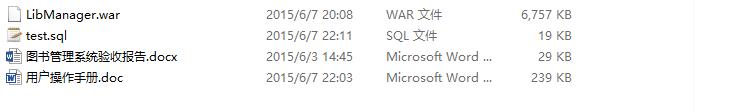 LibManager.war 2015/6/7 20:08 WAR 文件 6,757 KB
test.sql 2015/6/7 22:11 SQL 文件 19 KB
图书管理系统验收报告.docx 2015/6/3 14:45 Microsoft Word ... 29 KB
用户操作手册.doc 2015/6/7 22:03 Microsoft Word ... 239 KB